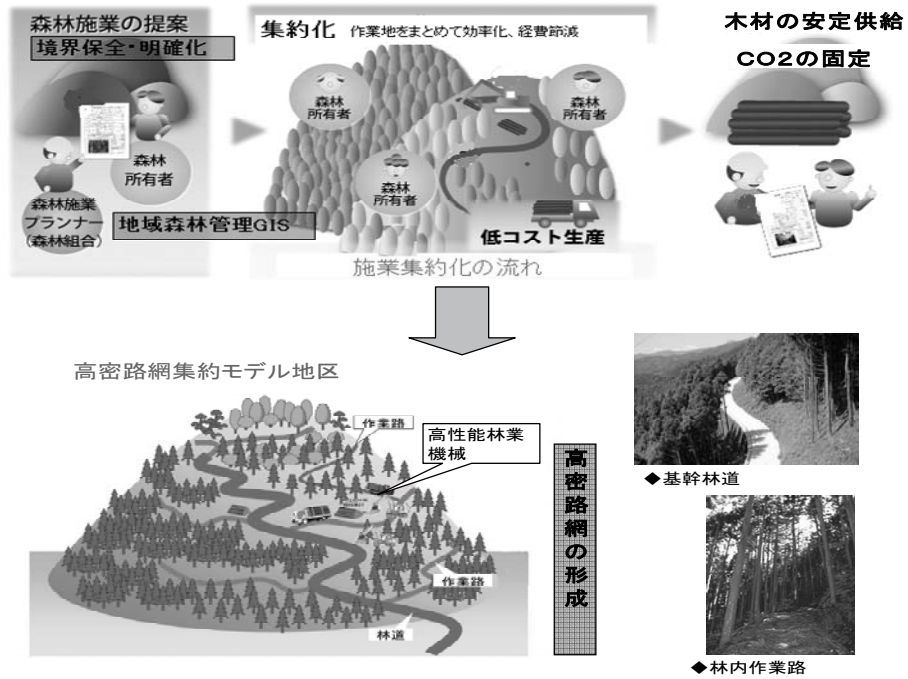 森林施業の提案
境界保全・明確化
森林
所有者
森林施業
プランナー
(森林組合)
地域森林管理GIS
集約化 作業地をまとめて効率化、経費節減
森林
所有者
森林
所有者
森林
所有者
低コスト生産
施業集約化の流れ
木材の安定供給
CO2の固定
高密路網集約モデル地区
作業路
高性能林業
機械
作業路
林道
高密路網の形成
◆基幹林道
◆林内作業路